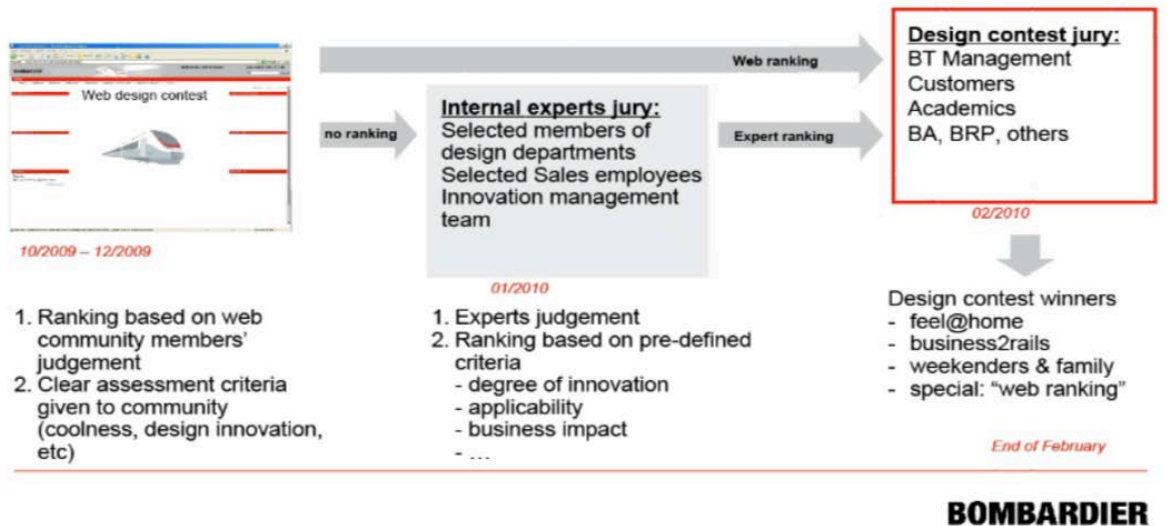 Web design contest
10/2009 – 12/2009
1. Ranking based on web
community members'
judgement
2. Clear assessment criteria
given to community
(coolness, design innovation,
etc)
no ranking
Web ranking
Internal experts jury:
Selected members of
design departments
Selected Sales employees
Innovation management
team
01/2010
1. Experts judgement
2. Ranking based on pre-defined
criteria
- degree of innovation
- applicability
- business impact
- ...
Expert ranking
Design contest jury:
BT Management
Customers
Academics
BA, BRP, others
02/2010
Design contest winners
- feel@home
- business2rails
- weekenders & family
- special: “web ranking”
End of February
BOMBARDIER